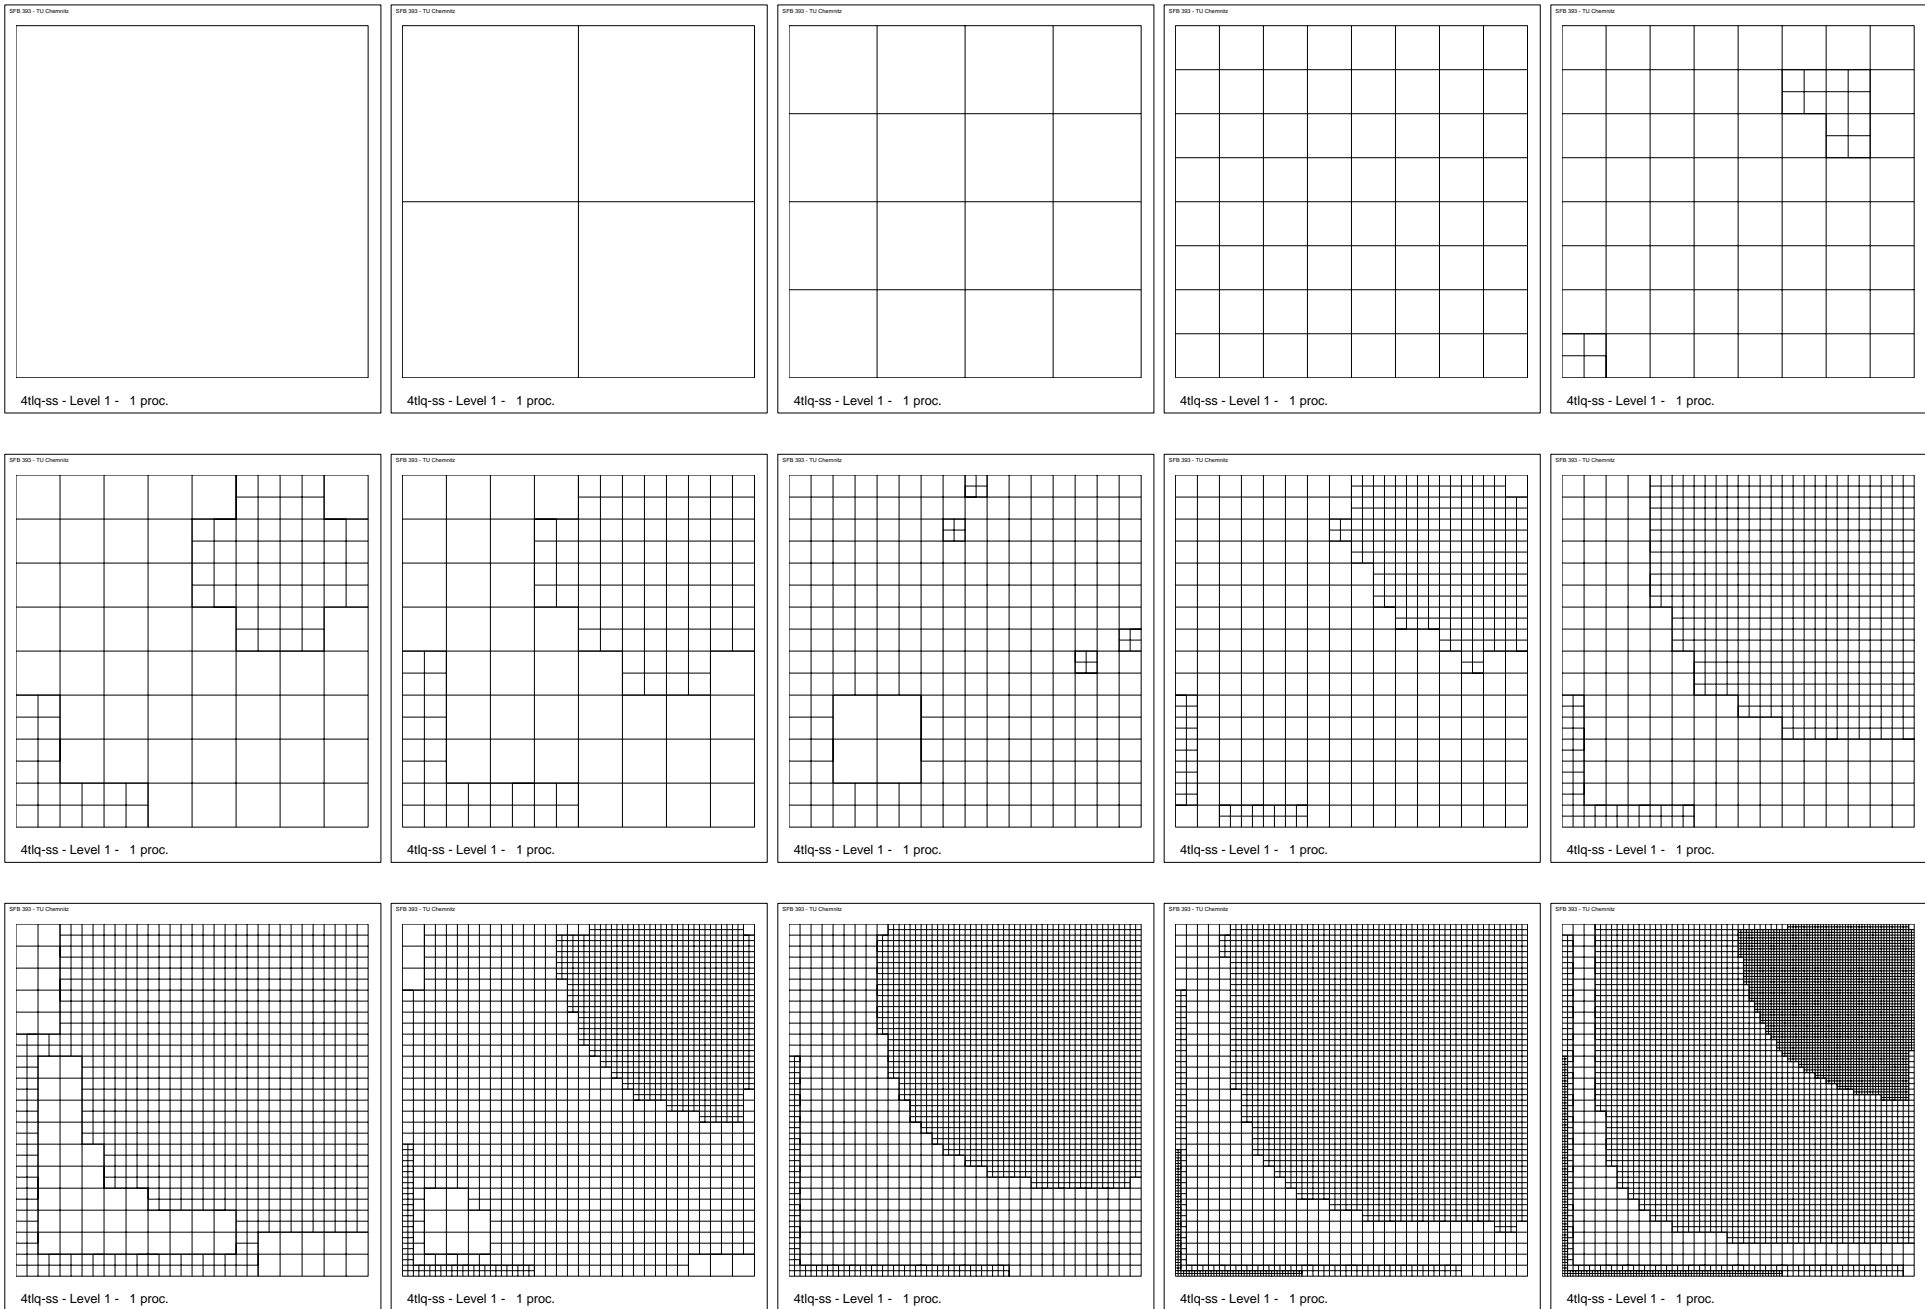 SFB 393 - TU Chemnitz
SFB 393 - TU Chemnitz
SFB 393 - TU Chemnitz
SFB 393 - TU Chemnitz
SFB 393 - TU Chemnitz
4tlq-ss - Level 1 - 1 proc.
4tlq-ss - Level 1 - 1 proc.
4tlq-ss - Level 1 - 1 proc.
4tlq-ss - Level 1 - 1 proc.
4tlq-ss - Level 1 - 1 proc.
SFB 393 - TU Chemnitz
SFB 393 - TU Chemnitz
SFB 393 - TU Chemnitz
SFB 393 - TU Chemnitz
SFB 393 - TU Chemnitz
4tlq-ss - Level 1 - 1 proc.
4tlq-ss - Level 1 - 1 proc.
4tlq-ss - Level 1 - 1 proc.
4tlq-ss - Level 1 - 1 proc.
4tlq-ss - Level 1 - 1 proc.
SFB 393 - TU Chemnitz
SFB 393 - TU Chemnitz
SFB 393 - TU Chemnitz
SFB 393 - TU Chemnitz
SFB 393 - TU Chemnitz
4tlq-ss - Level 1 - 1 proc.
4tlq-ss - Level 1 - 1 proc.
4tlq-ss - Level 1 - 1 proc.
4tlq-ss - Level 1 - 1 proc.
4tlq-ss - Level 1 - 1 proc.